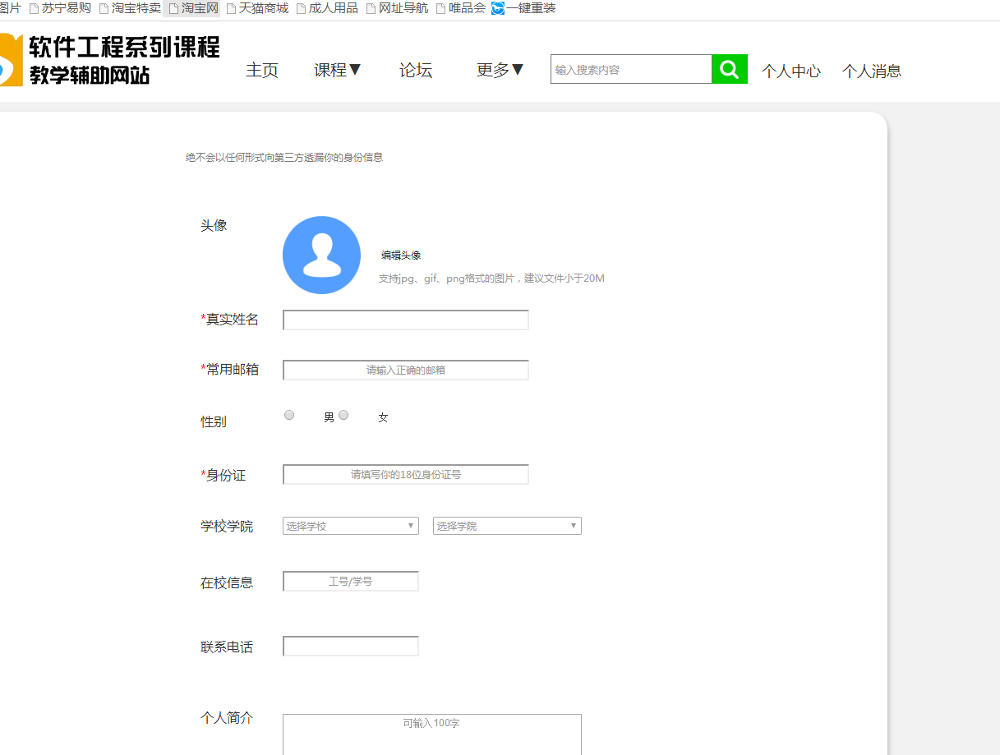 图片 苏宁易购 淘宝特卖 淘宝网 天猫商城 成人用品 网址导航 唯品会 一键重装
软件工程系列课程
教学辅助网站
主页 课程▼ 论坛 更多▼ 输入搜索内容 个人中心 个人消息
绝不会以任何形式向第三方透漏你的身份信息
头像
编辑头像
支持jpg、gif、png格式的图片，建议文件小于20M
*真实姓名
*常用邮箱 请输入正确的邮箱
性别 男 女
*身份证 请填写你的18位身份证号
学校学院 选择学校 选择学院
在校信息 工号/学号
联系电话
个人简介 可输入100字